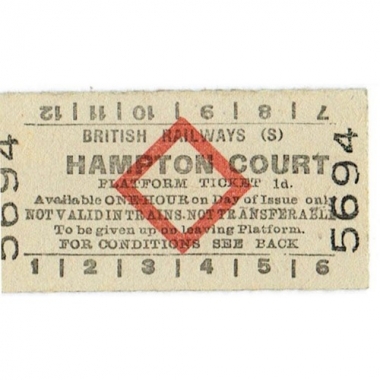 7 | 8 | 9 | 10 | 11 | 12
BRITISH RAILWAYS (S)
HAMPTON COURT
PLATFORM TICKET 1d.
Available ONE HOUR on Day of Issue only
NOT VALID IN TRAINS. NOT TRANSFERABLE
To be given up on leaving Platform.
FOR CONDITIONS SEE BACK
1 | 2 | 3 | 4 | 5 | 6
5694
5694